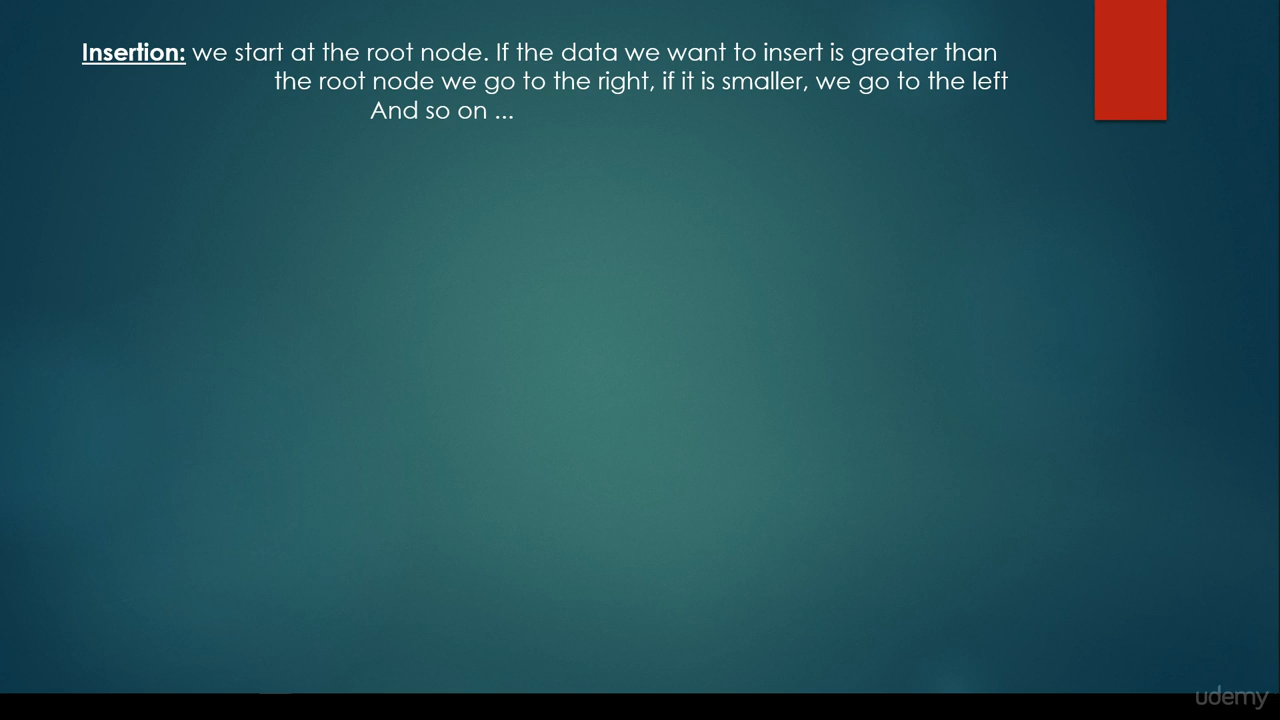 Insertion: we start at the root node. If the data we want to insert is greater than
the root node we go to the right, if it is smaller, we go to the left
And so on ...
udemy